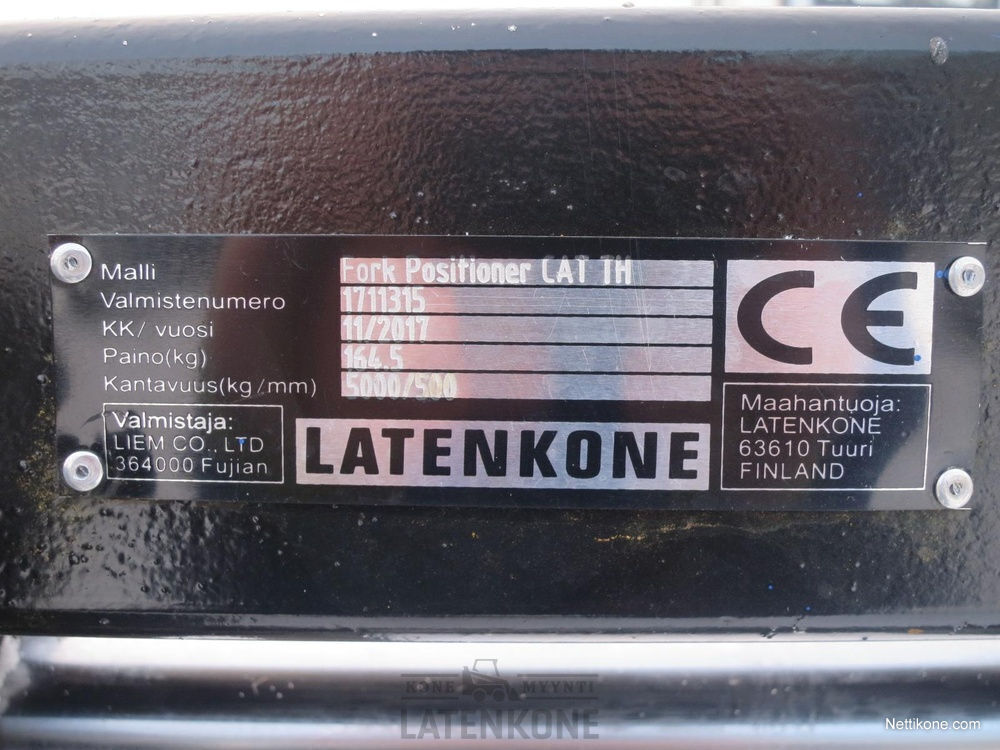 Malli Fork Positioner CAT TH
Valmistenumero 1711315
KK/ vuosi 11/2017
Paino(kg) 164.5
Kantavuus(kg/mm) 5000/500
CE
Valmistaja:
LIEM CO., LTD
364000 Fujian
LATENKONE
Maahantuoja:
LATENKONE
63610 Tuuri
FINLAND
KONE MYYNTI
LATENKONE
Nettikone.com